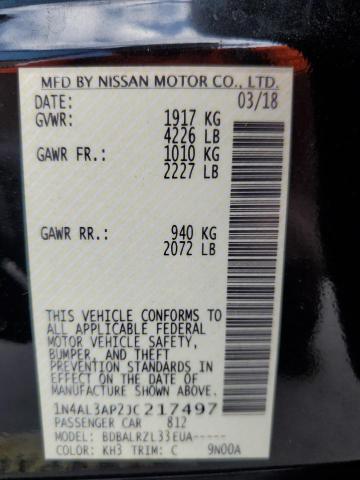 MFD BY NISSAN MOTOR CO., LTD.
DATE: 03/18
GVWR: 1917 KG
4226 LB
GAWR FR.: 1010 KG
2227 LB
GAWR RR.: 940 KG
2072 LB
THIS VEHICLE CONFORMS TO
ALL APPLICABLE FEDERAL
MOTOR VEHICLE SAFETY,
BUMPER, AND THEFT
PREVENTION STANDARDS IN
EFFECT ON THE DATE OF
MANUFACTURE SHOWN ABOVE.
1N4AL3AP2JC217497
PASSENGER CAR 812
MODEL: BDBALRZL33EUA-----
COLOR: KH3 TRIM: C 9N00A